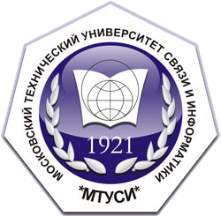 МОСКОВСКИЙ ТЕХНИЧЕСКИЙ УНИВЕРСИТЕТ СВЯЗИ И ИНФОРМАТИКИ
1921
*МТУСИ*